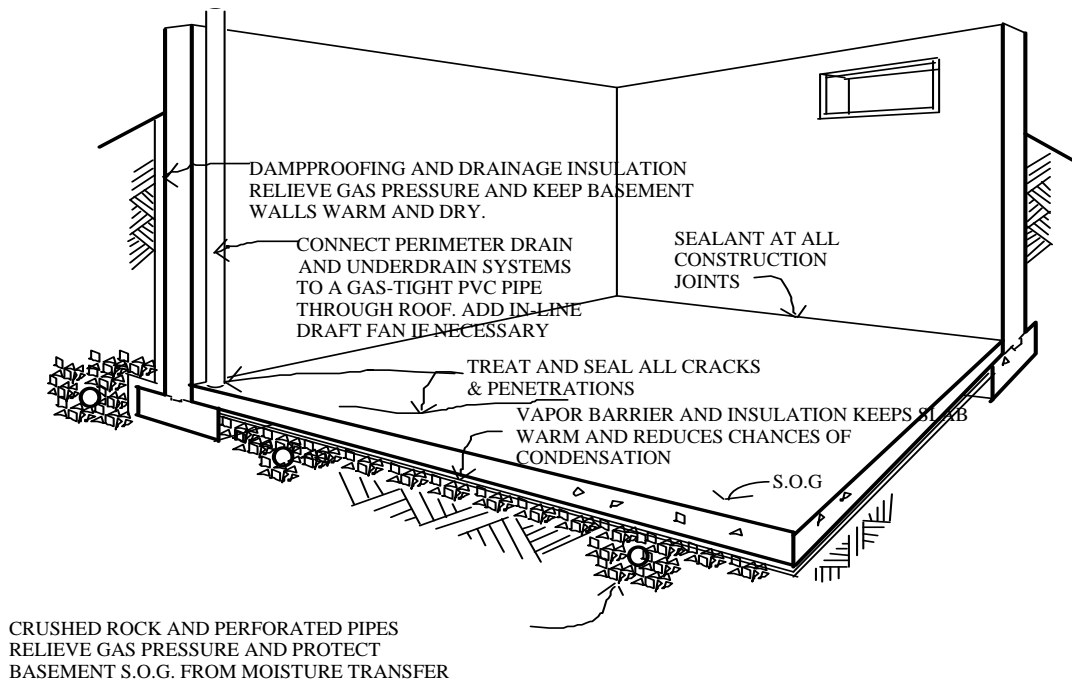 DAMPPROOFING AND DRAINAGE INSULATION
RELIEVE GAS PRESSURE AND KEEP BASEMENT
WALLS WARM AND DRY.
CONNECT PERIMETER DRAIN
AND UNDERDRAIN SYSTEMS
TO A GAS-TIGHT PVC PIPE
THROUGH ROOF. ADD IN-LINE
DRAFT FAN IF NECESSARY
SEALANT AT ALL
CONSTRUCTION
JOINTS
TREAT AND SEAL ALL CRACKS
& PENETRATIONS
VAPOR BARRIER AND INSULATION KEEPS SLAB
WARM AND REDUCES CHANCES OF
CONDENSATION
S.O.G
CRUSHED ROCK AND PERFORATED PIPES
RELIEVE GAS PRESSURE AND PROTECT
BASEMENT S.O.G. FROM MOISTURE TRANSFER